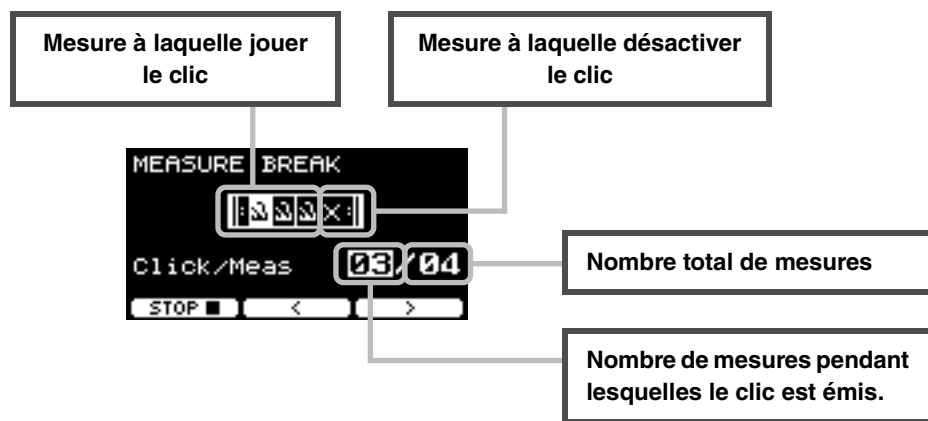 Mesure à laquelle jouer
le clic
Mesure à laquelle désactiver
le clic
MEASURE BREAK
Click/Meas 03/04
STOP ■ < >
Nombre total de mesures
Nombre de mesures pendant
lesquelles le clic est émis.